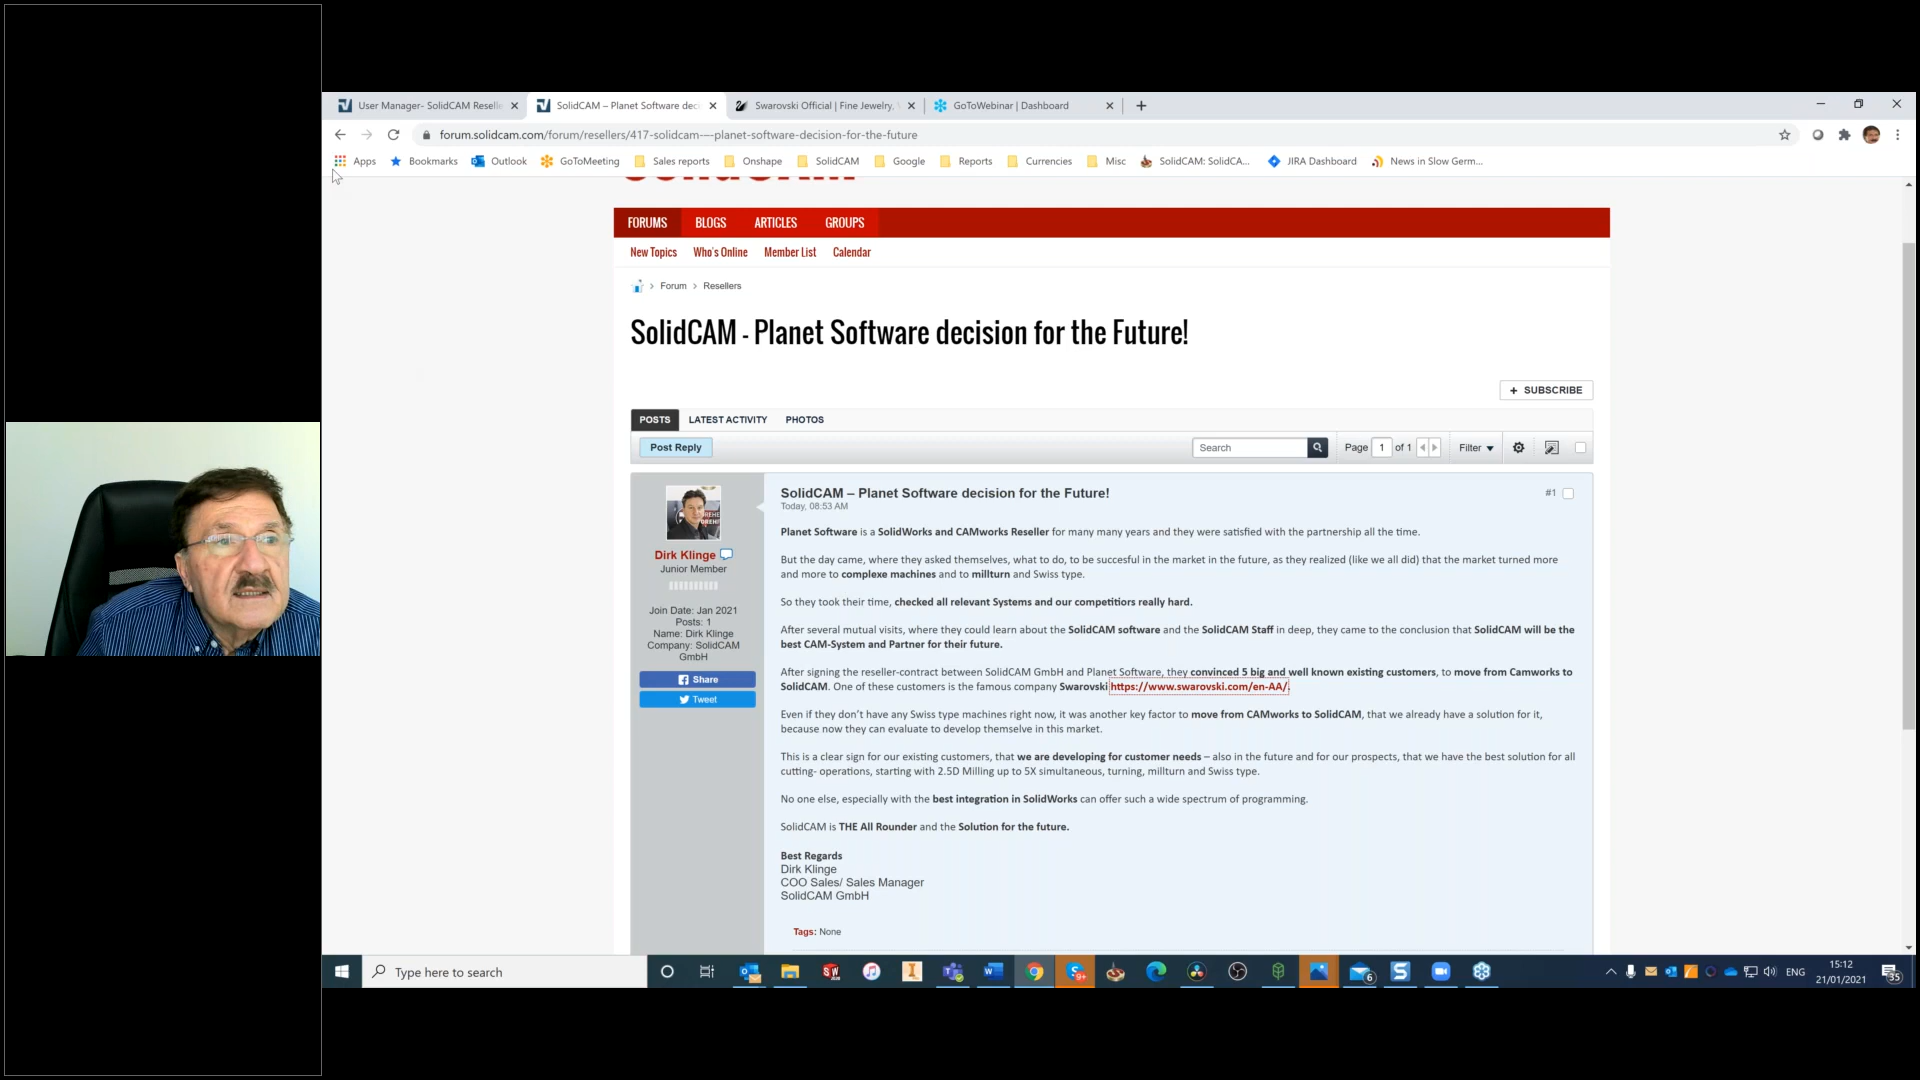 User Manager- SolidCAM Reselle
SolidCAM – Planet Software deci
Swarovski Official | Fine Jewelry,
GoToWebinar | Dashboard
forum.solidcam.com/forum/resellers/417-solidcam-–-planet-software-decision-for-the-future
Apps
Bookmarks
Outlook
GoToMeeting
Sales reports
Onshape
SolidCAM
Google
Reports
Currencies
Misc
SolidCAM: SolidCA...
JIRA Dashboard
News in Slow Germ...
FORUMS BLOGS ARTICLES GROUPS
New Topics Who's Online Member List Calendar
> Forum > Resellers
SolidCAM - Planet Software decision for the Future!
+ SUBSCRIBE
POSTS LATEST ACTIVITY PHOTOS
Post Reply
Search
Page 1 of 1
Filter
SolidCAM – Planet Software decision for the Future!
#1
Today, 08:53 AM
Dirk Klinge
Junior Member
Join Date: Jan 2021
Posts: 1
Name: Dirk Klinge
Company: SolidCAM
GmbH
Share
Tweet
Planet Software is a SolidWorks and CAMworks Reseller for many many years and they were satisfied with the partnership all the time.
But the day came, where they asked themselves, what to do, to be succesful in the market in the future, as they realized (like we all did) that the market turned more
and more to complexe machines and to millturn and Swiss type.
So they took their time, checked all relevant Systems and our competitiors really hard.
After several mutual visits, where they could learn about the SolidCAM software and the SolidCAM Staff in deep, they came to the conclusion that SolidCAM will be the
best CAM-System and Partner for their future.
After signing the reseller-contract between SolidCAM GmbH and Planet Software, they convinced 5 big and well known existing customers, to move from Camworks to
SolidCAM. One of these customers is the famous company Swarovski https://www.swarovski.com/en-AA/.
Even if they don't have any Swiss type machines right now, it was another key factor to move from CAMworks to SolidCAM, that we already have a solution for it,
because now they can evaluate to develop themselve in this market.
This is a clear sign for our existing customers, that we are developing for customer needs – also in the future and for our prospects, that we have the best solution for all
cutting- operations, starting with 2.5D Milling up to 5X simultaneous, turning, millturn and Swiss type.
No one else, especially with the best integration in SolidWorks can offer such a wide spectrum of programming.
SolidCAM is THE All Rounder and the Solution for the future.
Best Regards
Dirk Klinge
COO Sales/ Sales Manager
SolidCAM GmbH
Tags: None
Type here to search
ENG
15:12
21/01/2021